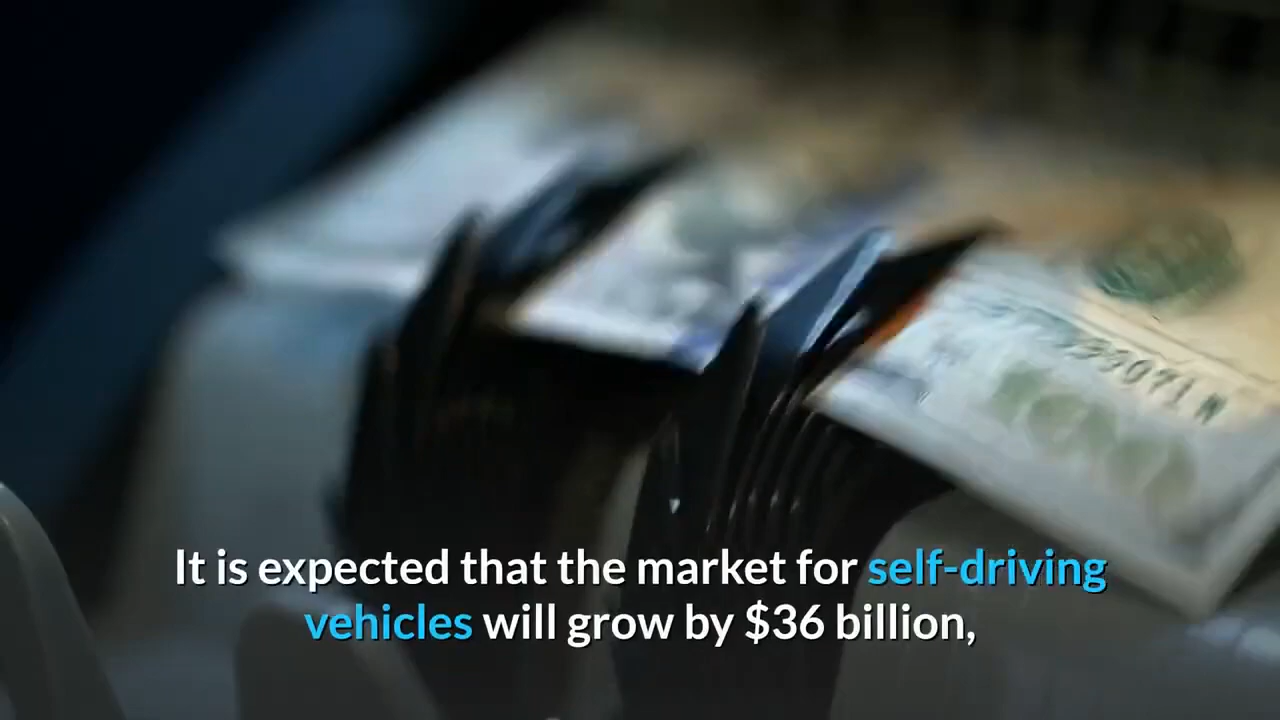 It is expected that the market for self-driving
vehicles will grow by $36 billion,